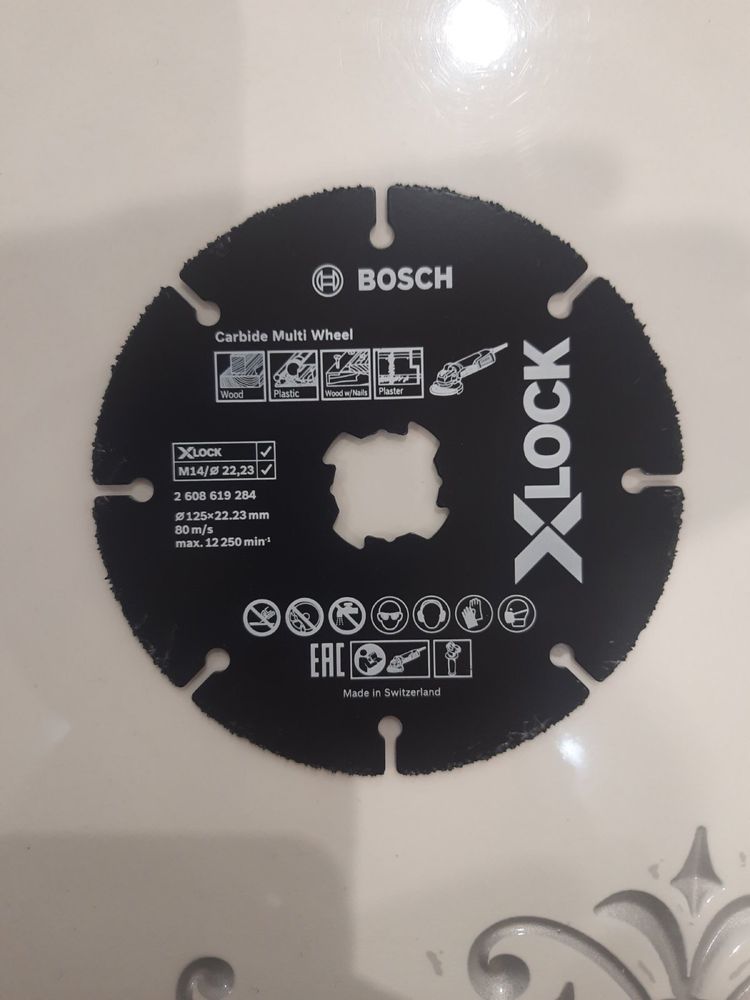 BOSCH
Carbide Multi Wheel
Wood Plastic Wood w/Nails Plaster
XLOCK
XLOCK ✓
M14/Ø 22,23 ✓
2 608 619 284
Ø 125×22.23 mm
80 m/s
max. 12 250 min⁻¹
EAC
Made in Switzerland